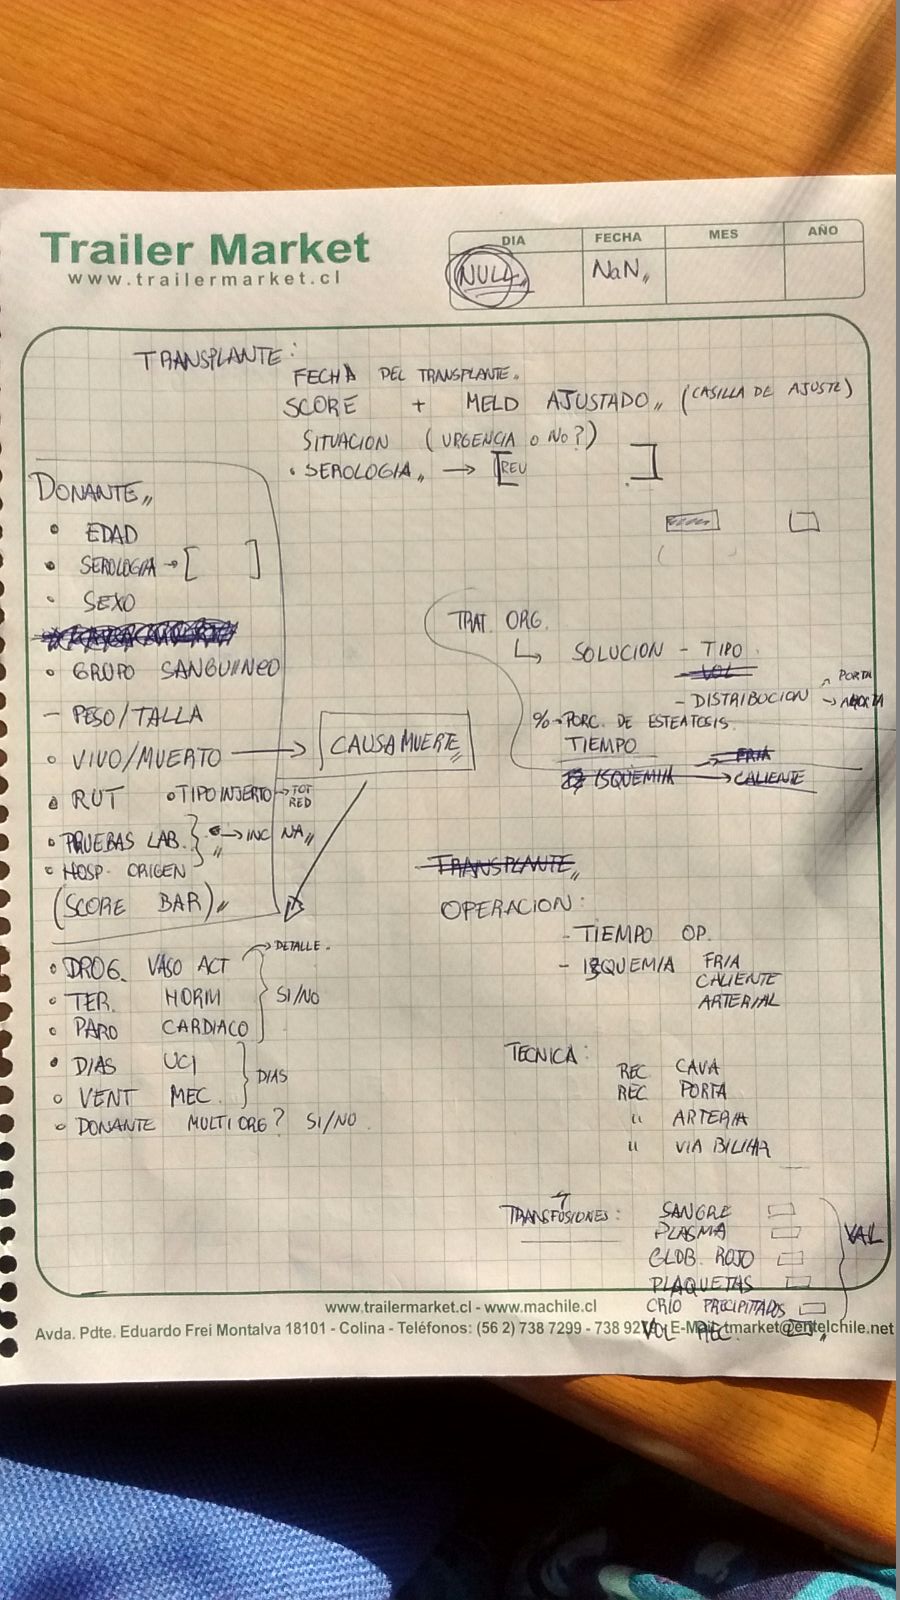 Trailer Market
www.trailermarket.cl
DIA FECHA MES AÑO
NULL,, NaN,,
TRANSPLANTE:
FECHA DEL TRANSPLANTE.
SCORE + MELD AJUSTADO,, (CASILLA DE AJUSTE)
SITUACION (URGENCIA o No?)
• SEROLOGIA,, → [REU ]
DONANTE,,
• EDAD
• SEROLOGIA → [ ]
• SEXO
• GRUPO SANGUINEO
- PESO/TALLA
• VIVO/MUERTO → CAUSA MUERTE,,
• RUT • TIPO INJERTO → TOT
RED
• PRUEBAS LAB. } → INC NA,,
• HOSP. ORIGEN
(SCORE BAR),,
→ DETALLE.
• DROG. VASO ACT
• TER. HORM } SI/NO
• PARO CARDIACO
• DIAS UCI
• VENT MEC. } DIAS
• DONANTE MULTI ORG? SI/NO
TRAT. ORG.
↳ SOLUCION - TIPO.
VOL
- DISTRIBUCION → PORTA
→ AHORTA
% → PORC. DE ESTEATOSIS.
TIEMPO
→ FRIA
ISQUEMIA → CALIENTE
TRANSPLANTE,,
OPERACION:
- TIEMPO OP.
- ISQUEMIA FRIA
CALIENTE
ARTERIAL
TECNICA:
REC CAVA
REC PORTA
" ARTERIA
" VIA BILIAR
TRANSFUSIONES: SANGRE
PLASMA
GLOB. ROJO
PLAQUETAS
CRIO PRECIPITADOS
VOL REC.
} VAL
www.trailermarket.cl - www.machile.cl
Avda. Pdte. Eduardo Frei Montalva 18101 - Colina - Teléfonos: (56 2) 738 7299 - 738 9279 - E-Mail: tmarket@entelchile.net